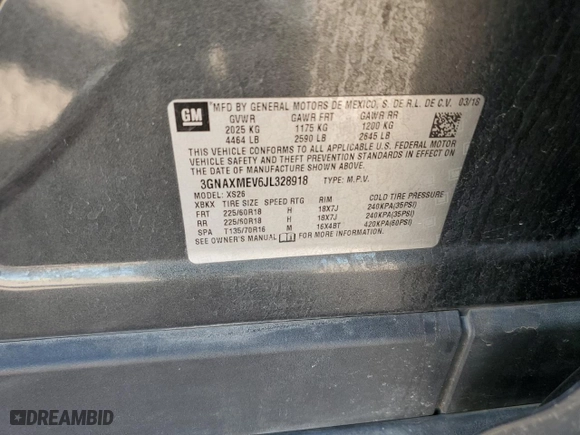 GM
MFD BY GENERAL MOTORS DE MEXICO, S. DE R.L. DE C.V. 03/18
GVWR GAWR FRT GAWR RR
2025 KG 1175 KG 1200 KG
4464 LB 2590 LB 2645 LB
THIS VEHICLE CONFORMS TO ALL APPLICABLE U.S. FEDERAL MOTOR
VEHICLE SAFETY AND THEFT PREVENTION STANDARDS IN EFFECT ON
THE DATE OF MANUFACTURE SHOWN ABOVE.
3GNAXMEV6JL328918 TYPE: M.P.V.
MODEL: XS26
XBKX TIRE SIZE SPEED RTG RIM COLD TIRE PRESSURE
FRT 225/60R18 H 18X7J 240KPA(35PSI)
RR 225/60R18 H 18X7J 240KPA(35PSI)
SPA T135/70R16 M 16X4BT 420KPA(60PSI)
SEE OWNER'S MANUAL FOR MORE INFORMATION.
DREAMBID